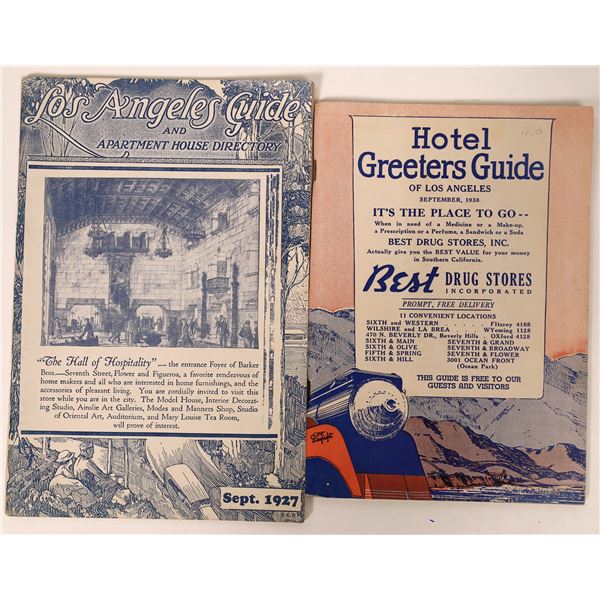 Los Angeles Guide
AND
APARTMENT HOUSE DIRECTORY
"The Hall of Hospitality" — the entrance Foyer of Barker
Bros.—Seventh Street, Flower and Figueroa, a favorite rendezvous of
home makers and all who are interested in home furnishings, and the
accessories of pleasant living. You are cordially invited to visit this
store while you are in the city. The Model House, Interior Decorat-
ing Studio, Ainslie Art Galleries, Modes and Manners Shop, Studio
of Oriental Art, Auditorium, and Mary Louise Tea Room,
will prove of interest.
Sept. 1927
Hotel
Greeters Guide
OF LOS ANGELES
SEPTEMBER, 1938
IT'S THE PLACE TO GO--
When in need of a Medicine or a Make-up,
a Prescription or a Perfume, a Sandwich or a Soda
BEST DRUG STORES, INC.
Actually give you the BEST VALUE for your money
in Southern California.
Best DRUG STORES
INCORPORATED
PROMPT, FREE DELIVERY
11 CONVENIENT LOCATIONS
SIXTH and WESTERN . . . FItzroy 4188
WILSHIRE and LA BREA . . WYoming 1128
470 N. BEVERLY DR., Beverly Hills OXford 4128
SIXTH & MAIN SEVENTH & GRAND
SIXTH & OLIVE SEVENTH & BROADWAY
FIFTH & SPRING SEVENTH & FLOWER
SIXTH & HILL 3001 OCEAN FRONT
(Ocean Park)
THIS GUIDE IS FREE TO OUR
GUESTS AND VISITORS
Daylight